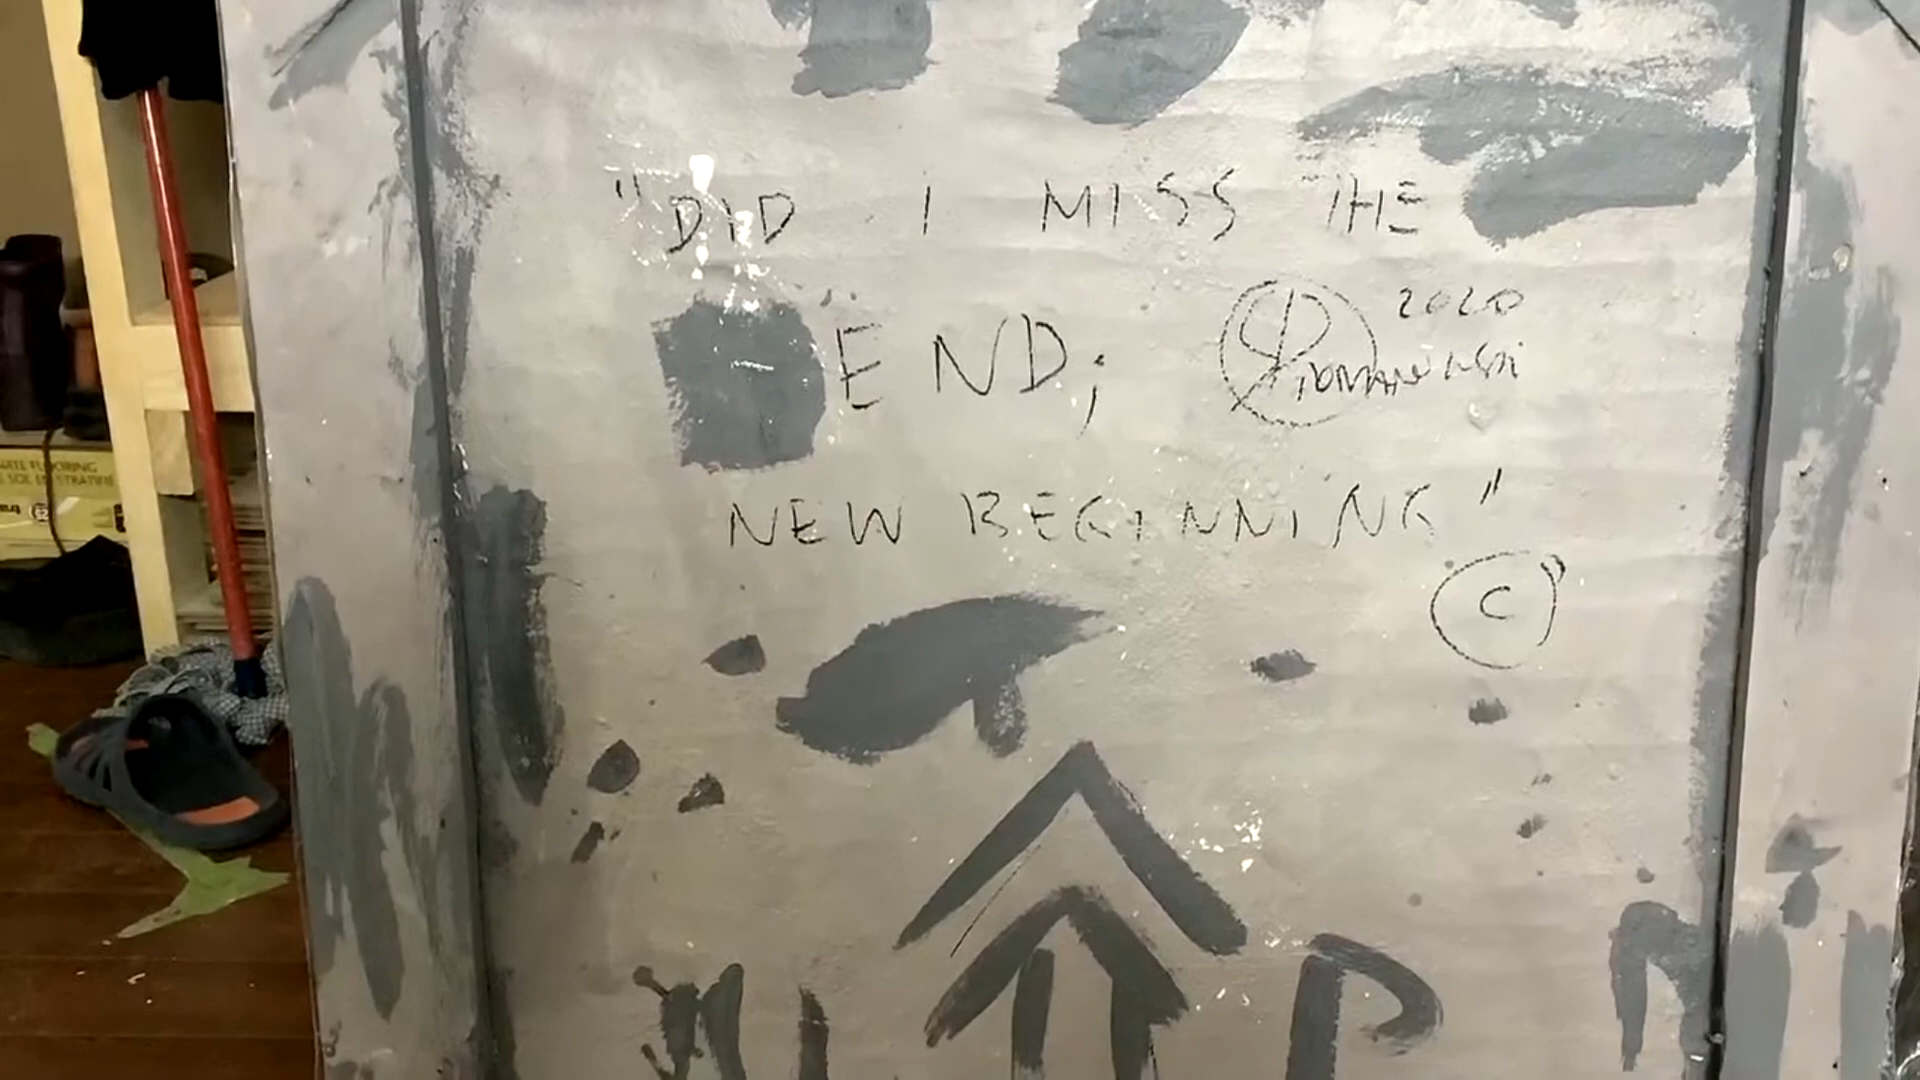 "DID I MISS THE
END;
2020
NEW BEGINNING"
C